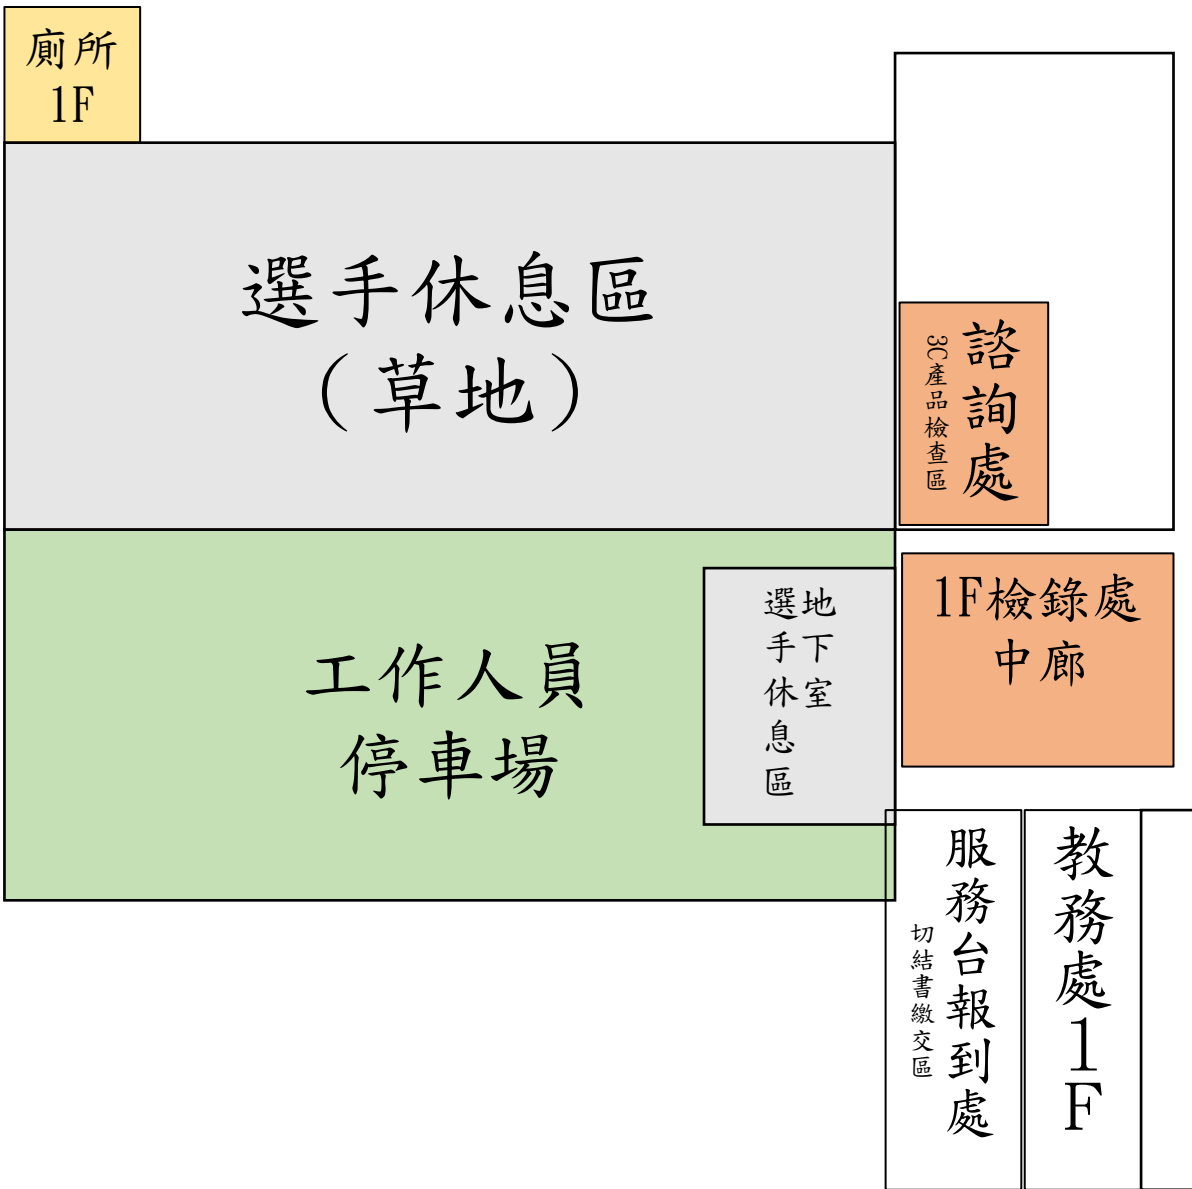 廁所
1F
選手休息區
（草地）
諮詢處
3C產品檢查區
工作人員
停車場
地下室
選手休息區
1F檢錄處
中廊
服務台報到處
切結書繳交區
教務處1F